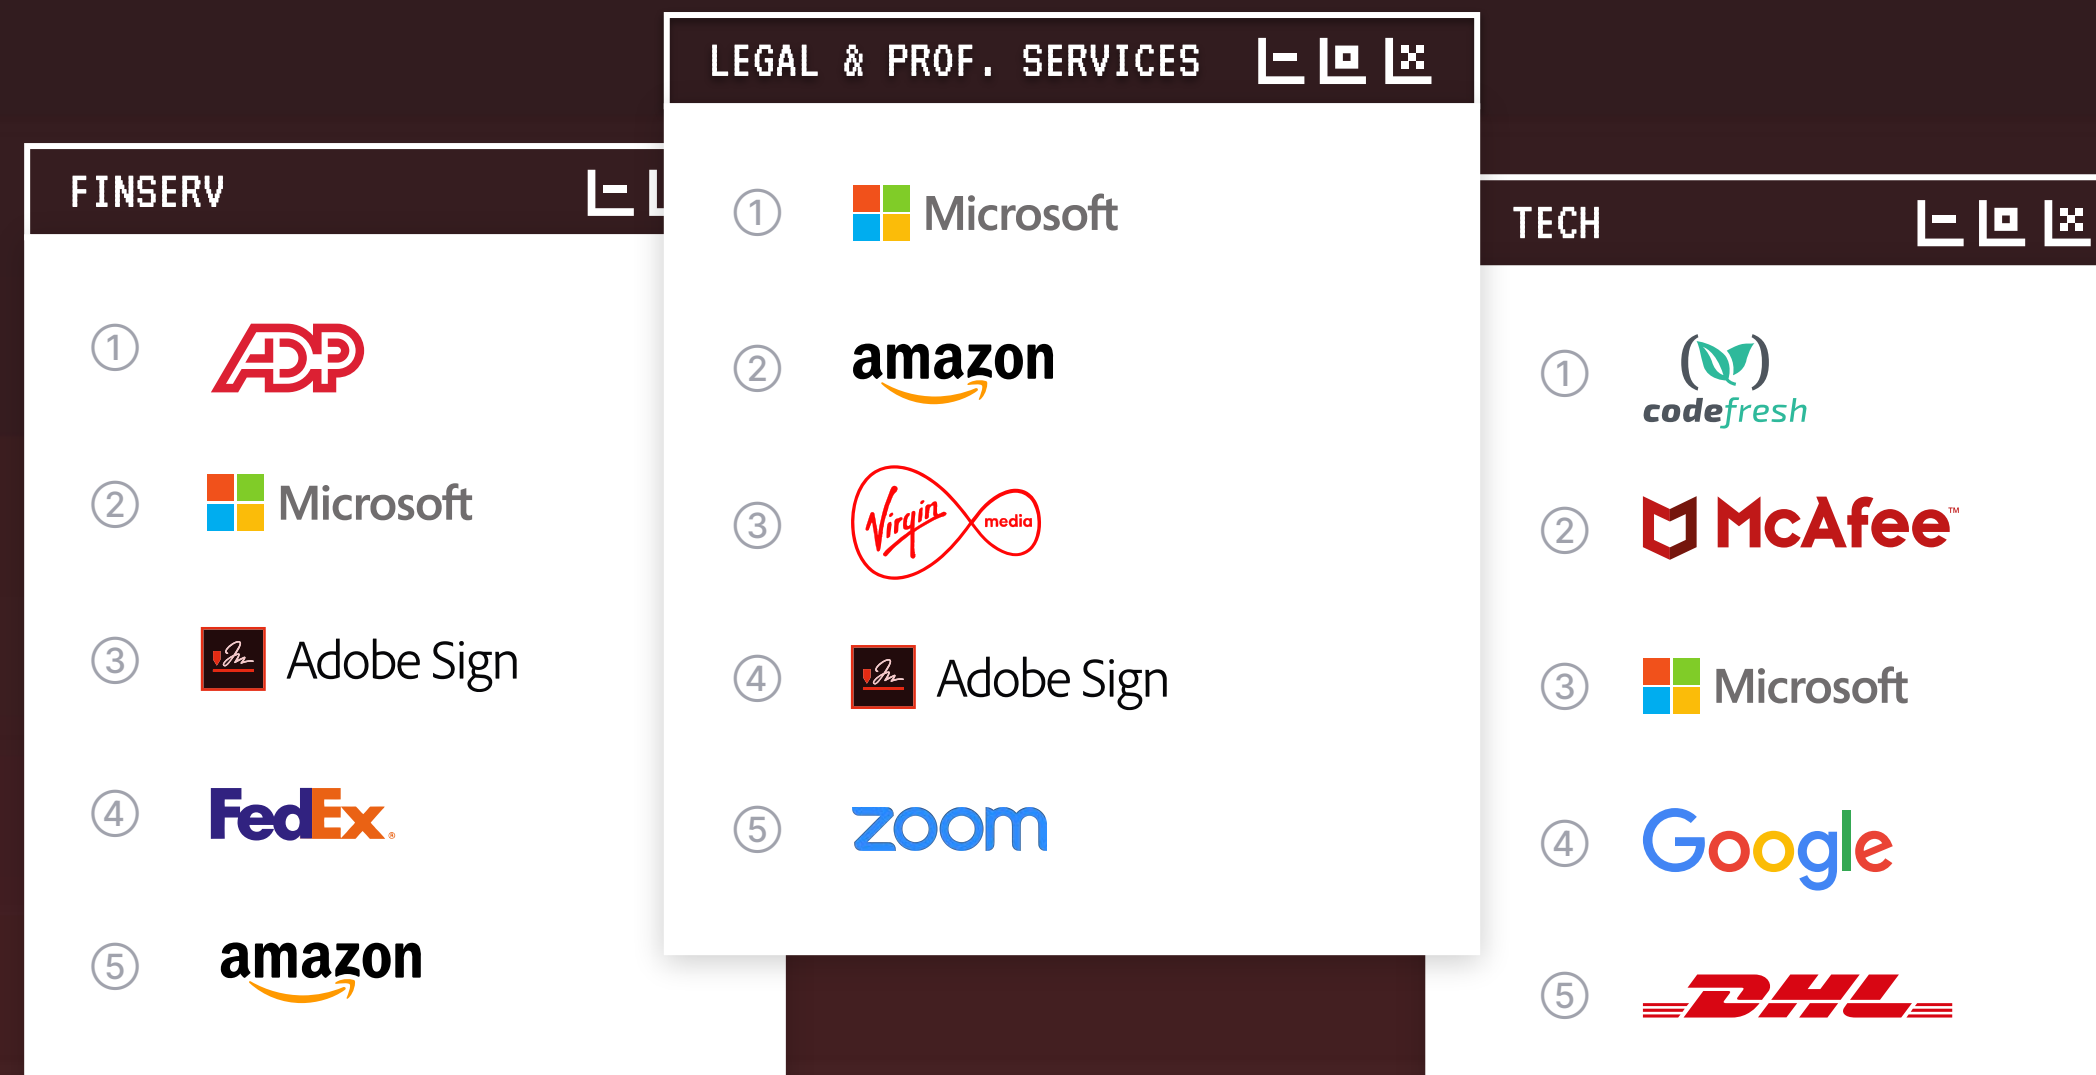 FINSERV
1 ADP
2 Microsoft
3 Adobe Sign
4 FedEx®
5 amazon
LEGAL & PROF. SERVICES
1 Microsoft
2 amazon
3 Virgin media
4 Adobe Sign
5 zoom
TECH
1 codefresh
2 McAfee™
3 Microsoft
4 Google
5 DHL